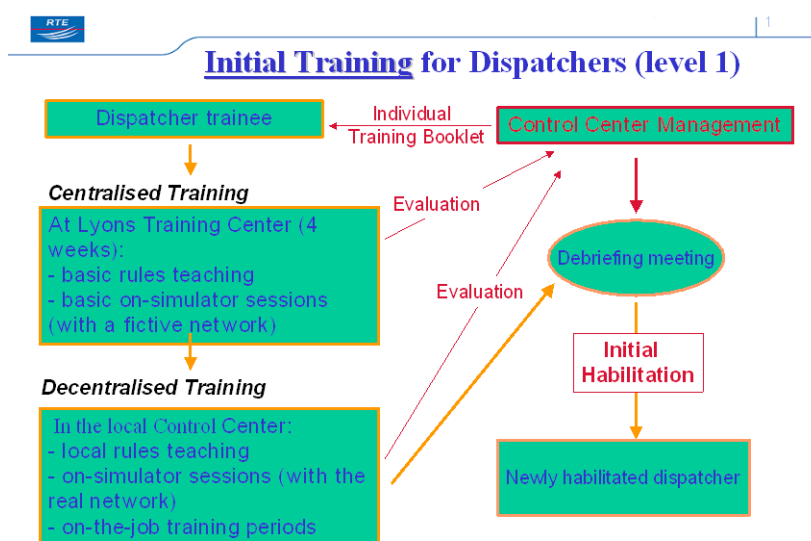 RTE
1
Initial Training for Dispatchers (level 1)
Dispatcher trainee
Individual
Training Booklet
Control Center Management
Centralised Training
At Lyons Training Center (4
weeks):
- basic rules teaching
- basic on-simulator sessions
(with a fictive network)
Evaluation
Debriefing meeting
Evaluation
Initial
Habilitation
Decentralised Training
In the local Control Center:
- local rules teaching
- on-simulator sessions (with the
real network)
- on-the-job training periods
Newly habilitated dispatcher